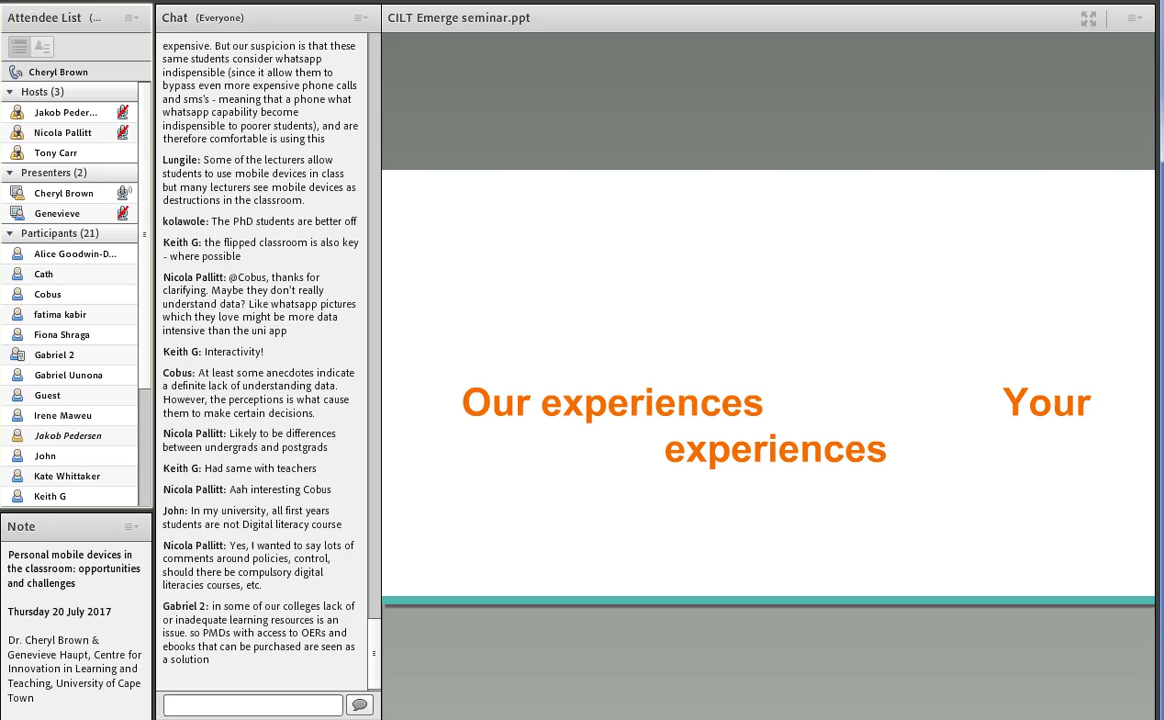 Attendee List (...
Cheryl Brown
Hosts (3)
Jakob Peder...
Nicola Pallitt
Tony Carr
Presenters (2)
Cheryl Brown
Genevieve
Participants (21)
Alice Goodwin-D...
Cath
Cobus
fatima kabir
Fiona Shraga
Gabriel 2
Gabriel Uunona
Guest
Irene Maweu
Jakob Pedersen
John
Kate Whittaker
Keith G
Note
Personal mobile devices in
the classroom: opportunities
and challenges
Thursday 20 July 2017
Dr. Cheryl Brown &
Genevieve Haupt, Centre for
Innovation in Learning and
Teaching, University of Cape
Town
Chat (Everyone)
expensive. But our suspicion is that these
same students consider whatsapp
indispensible (since it allow them to
bypass even more expensive phone calls
and sms's - meaning that a phone what
whatsapp capability become
indispensible to poorer students), and are
therefore comfortable is using this
Lungile: Some of the lecturers allow
students to use mobile devices in class
but many lecturers see mobile devices as
destructions in the classroom.
kolawole: The PhD students are better off
Keith G: the flipped classroom is also key
- where possible
Nicola Pallitt: @Cobus, thanks for
clarifying. Maybe they don't really
understand data? Like whatsapp pictures
which they love might be more data
intensive than the uni app
Keith G: Interactivity!
Cobus: At least some anecdotes indicate
a definite lack of understanding data.
However, the perceptions is what cause
them to make certain decisions.
Nicola Pallitt: Likely to be differences
between undergrads and postgrads
Keith G: Had same with teachers
Nicola Pallitt: Aah interesting Cobus
John: In my university, all first years
students are not Digital literacy course
Nicola Pallitt: Yes, I wanted to say lots of
comments around policies, control,
should there be compulsory digital
literacies courses, etc.
Gabriel 2: in some of our colleges lack of
or inadequate learning resources is an
issue. so PMDs with access to OERs and
ebooks that can be purchased are seen as
a solution
CILT Emerge seminar.ppt
Our experiences Your
experiences